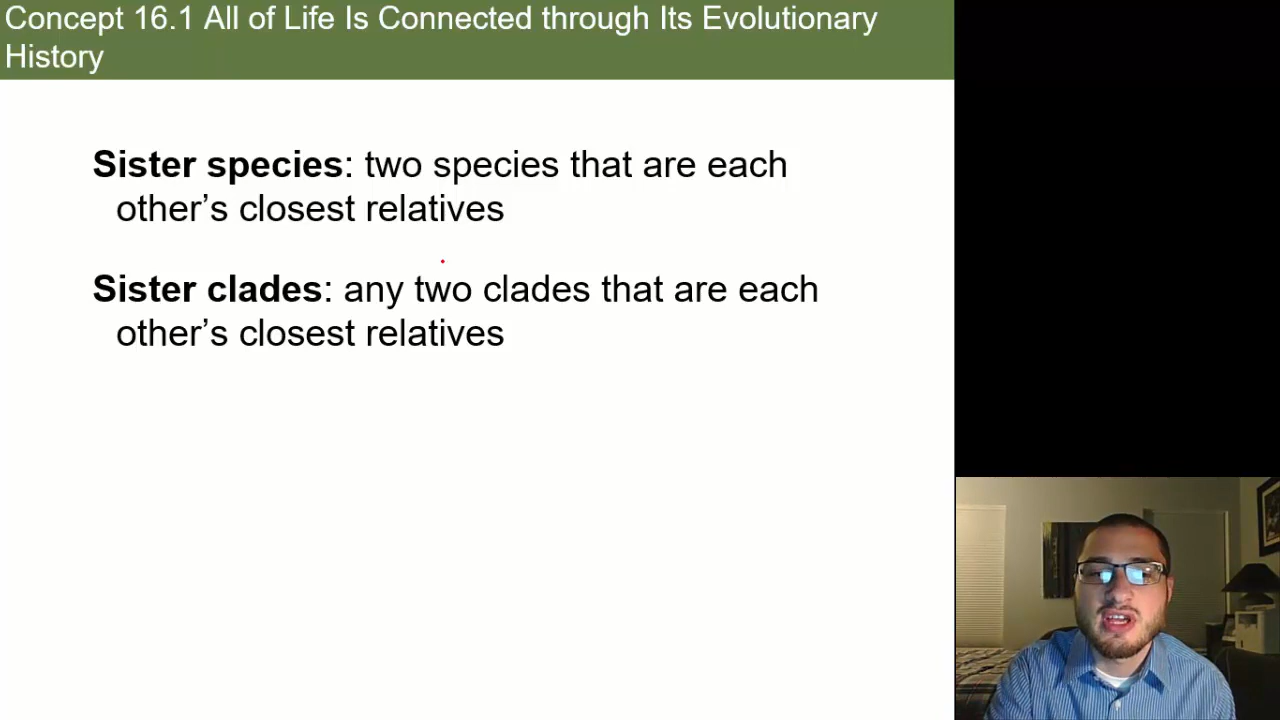 Concept 16.1 All of Life Is Connected through Its Evolutionary
History
Sister species: two species that are each
other’s closest relatives
Sister clades: any two clades that are each
other’s closest relatives